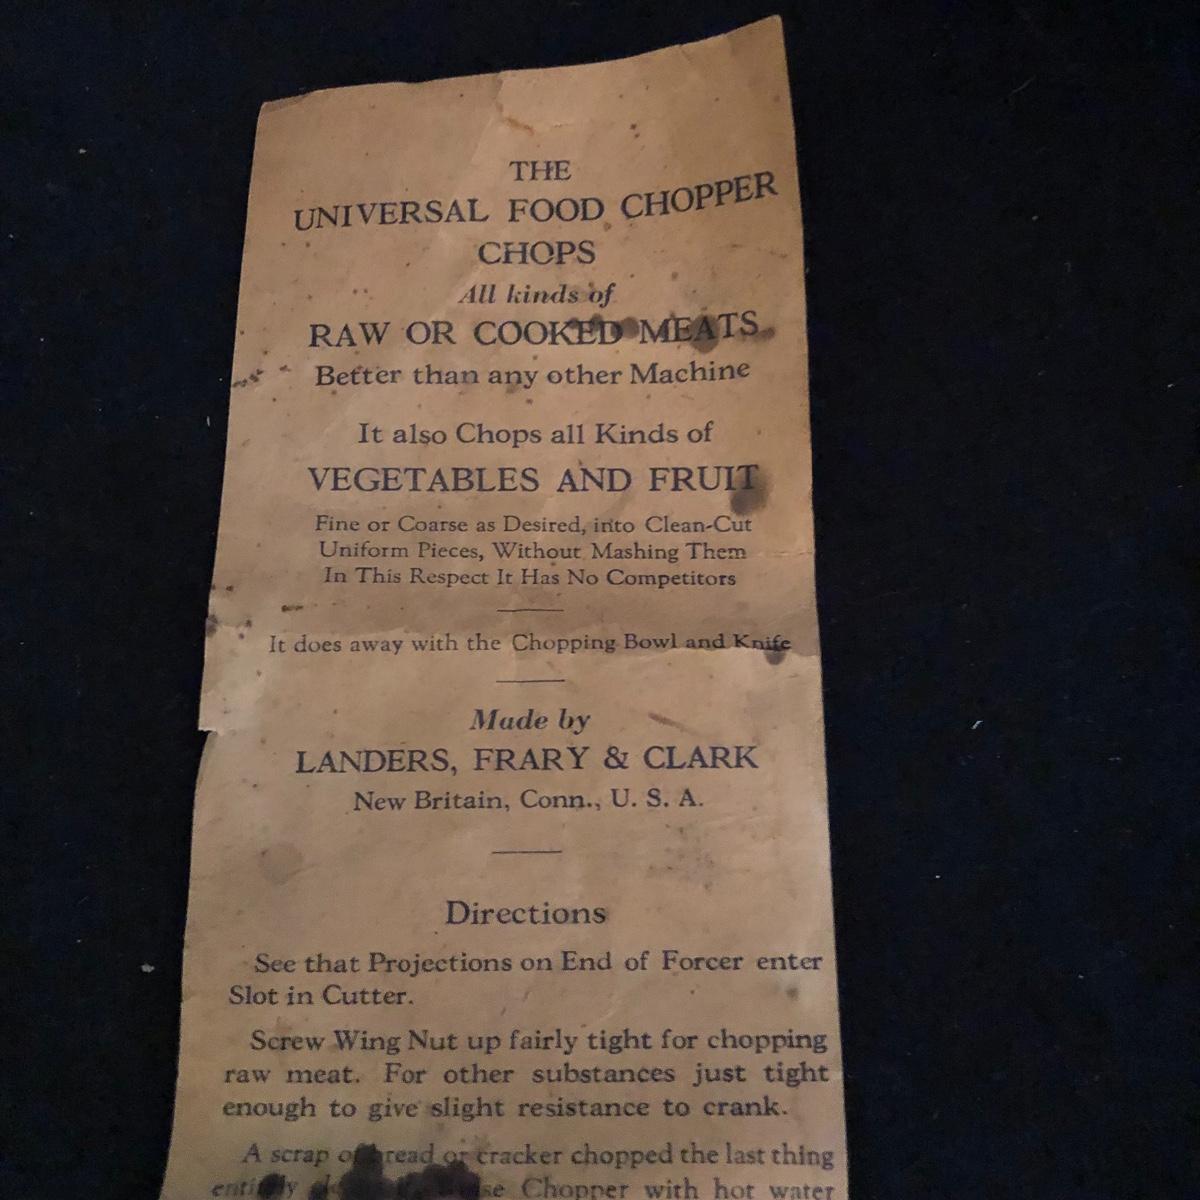 THE
UNIVERSAL FOOD CHOPPER
CHOPS
All kinds of
RAW OR COOKED MEATS
Better than any other Machine
It also Chops all Kinds of
VEGETABLES AND FRUIT
Fine or Coarse as Desired, into Clean-Cut
Uniform Pieces, Without Mashing Them
In This Respect It Has No Competitors
It does away with the Chopping Bowl and Knife
Made by
LANDERS, FRARY & CLARK
New Britain, Conn., U. S. A.
Directions
See that Projections on End of Forcer enter
Slot in Cutter.
Screw Wing Nut up fairly tight for chopping
raw meat. For other substances just tight
enough to give slight resistance to crank.
A scrap of bread or cracker chopped the last thing
entirely Chopper with hot water